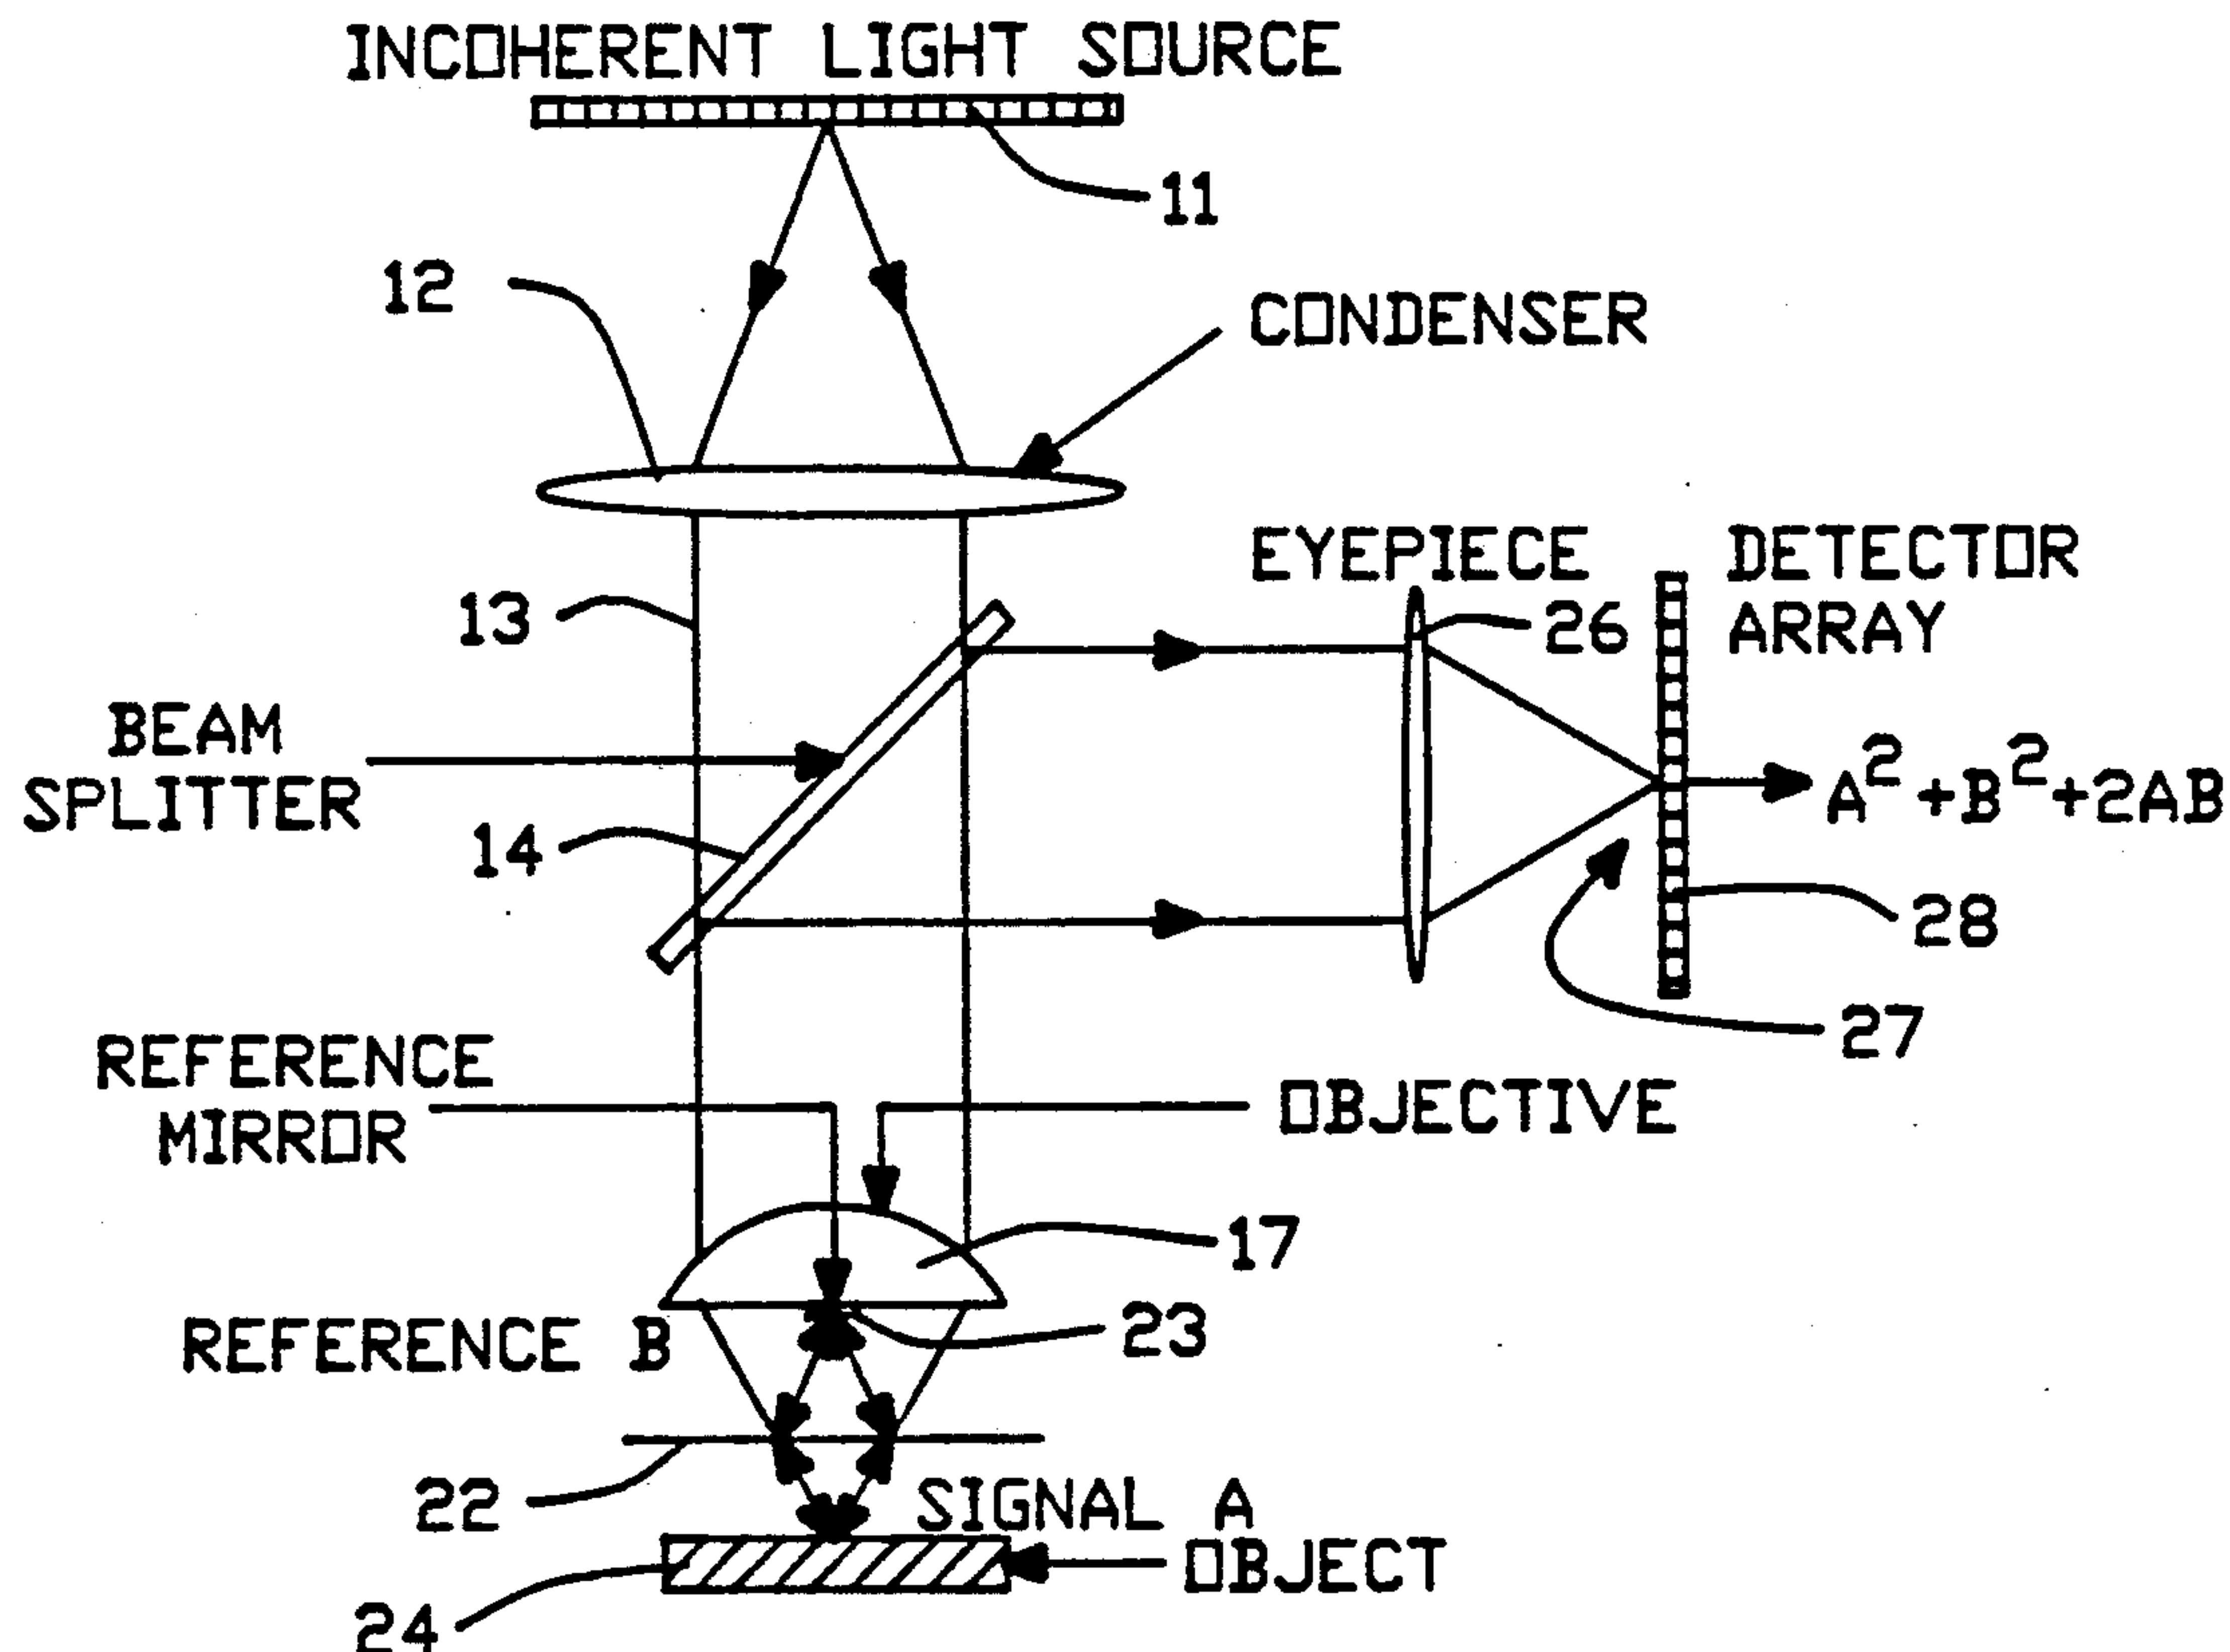 INCOHERENT LIGHT SOURCE
11
12
CONDENSER
EYEPIECE
DETECTOR
ARRAY
13
26
BEAM
SPLITTER
A²+B²+2AB
14
28
27
REFERENCE
MIRROR
OBJECTIVE
17
REFERENCE B
23
22
SIGNAL A
OBJECT
24